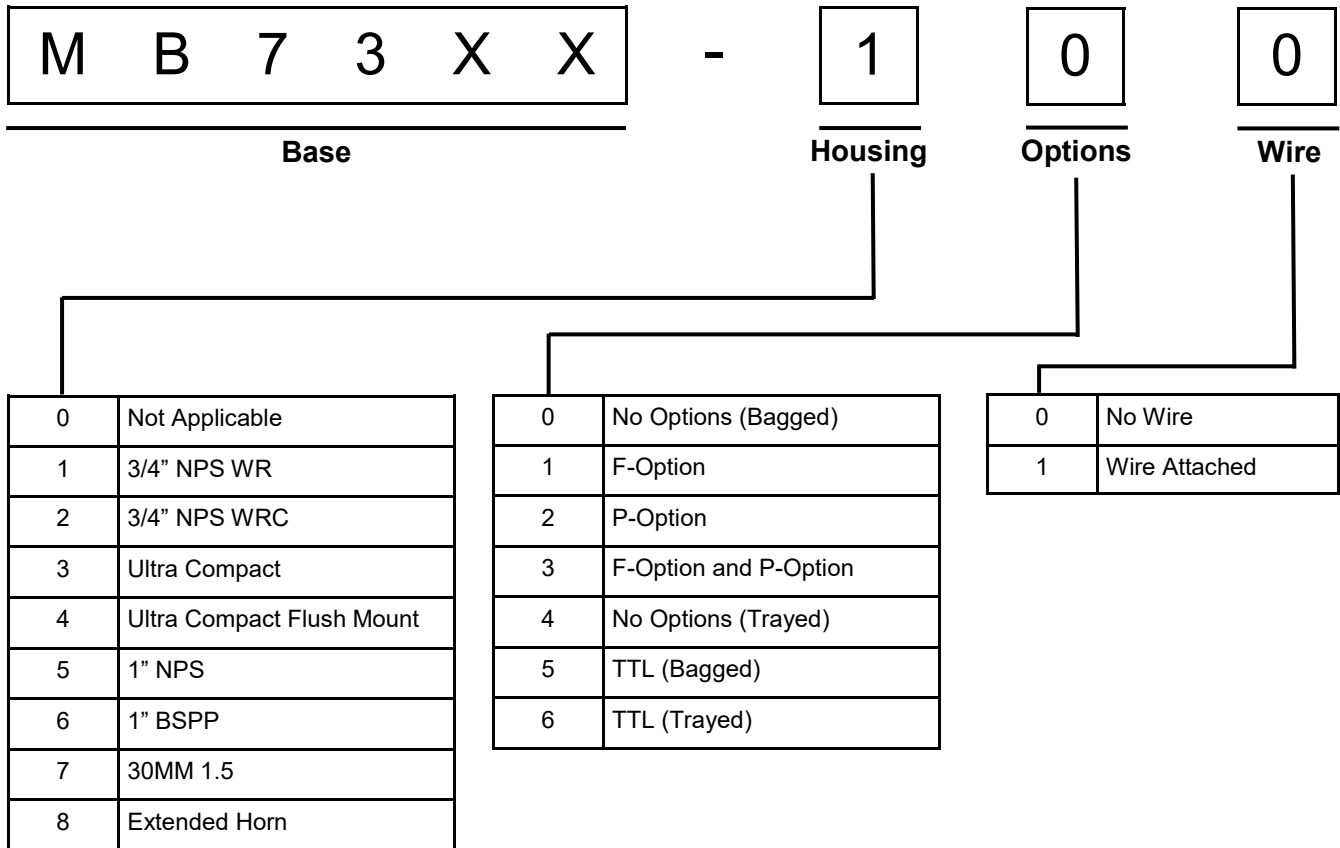 M B 7 3 X X - 1 0 0
Base Housing Options Wire
0 Not Applicable
1 3/4” NPS WR
2 3/4” NPS WRC
3 Ultra Compact
4 Ultra Compact Flush Mount
5 1” NPS
6 1” BSPP
7 30MM 1.5
8 Extended Horn
0 No Options (Bagged)
1 F-Option
2 P-Option
3 F-Option and P-Option
4 No Options (Trayed)
5 TTL (Bagged)
6 TTL (Trayed)
0 No Wire
1 Wire Attached